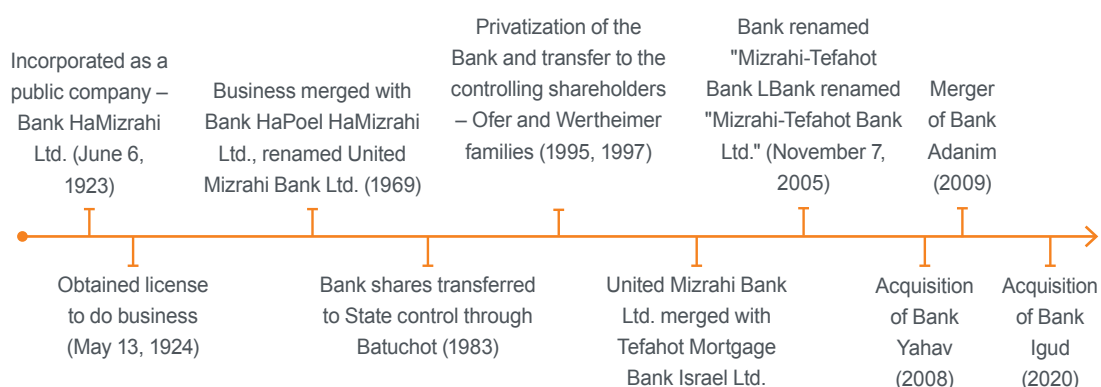 Incorporated as a
public company –
Bank HaMizrahi
Ltd. (June 6,
1923)
Obtained license
to do business
(May 13, 1924)
Business merged with
Bank HaPoel HaMizrahi
Ltd., renamed United
Mizrahi Bank Ltd. (1969)
Bank shares transferred
to State control through
Batuchot (1983)
Privatization of the
Bank and transfer to the
controlling shareholders
– Ofer and Wertheimer
families (1995, 1997)
United Mizrahi Bank
Ltd. merged with
Tefahot Mortgage
Bank Israel Ltd.
Bank renamed
"Mizrahi-Tefahot
Bank LBank renamed
"Mizrahi-Tefahot Bank
Ltd." (November 7,
2005)
Acquisition
of Bank
Yahav
(2008)
Merger
of Bank
Adanim
(2009)
Acquisition
of Bank
Igud
(2020)